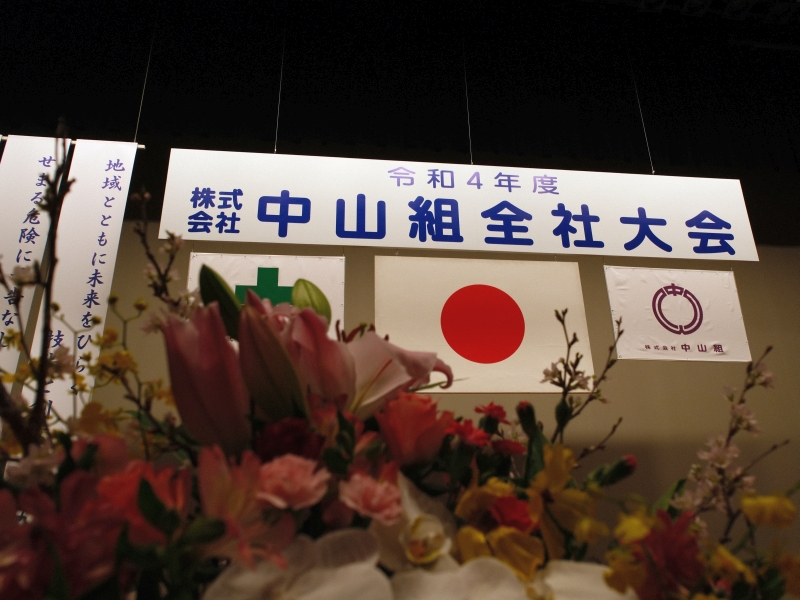 令和4年度
株式会社 中山組全社大会
地域とともに未来をひら
せまる危険に
中
株式会社 中山組